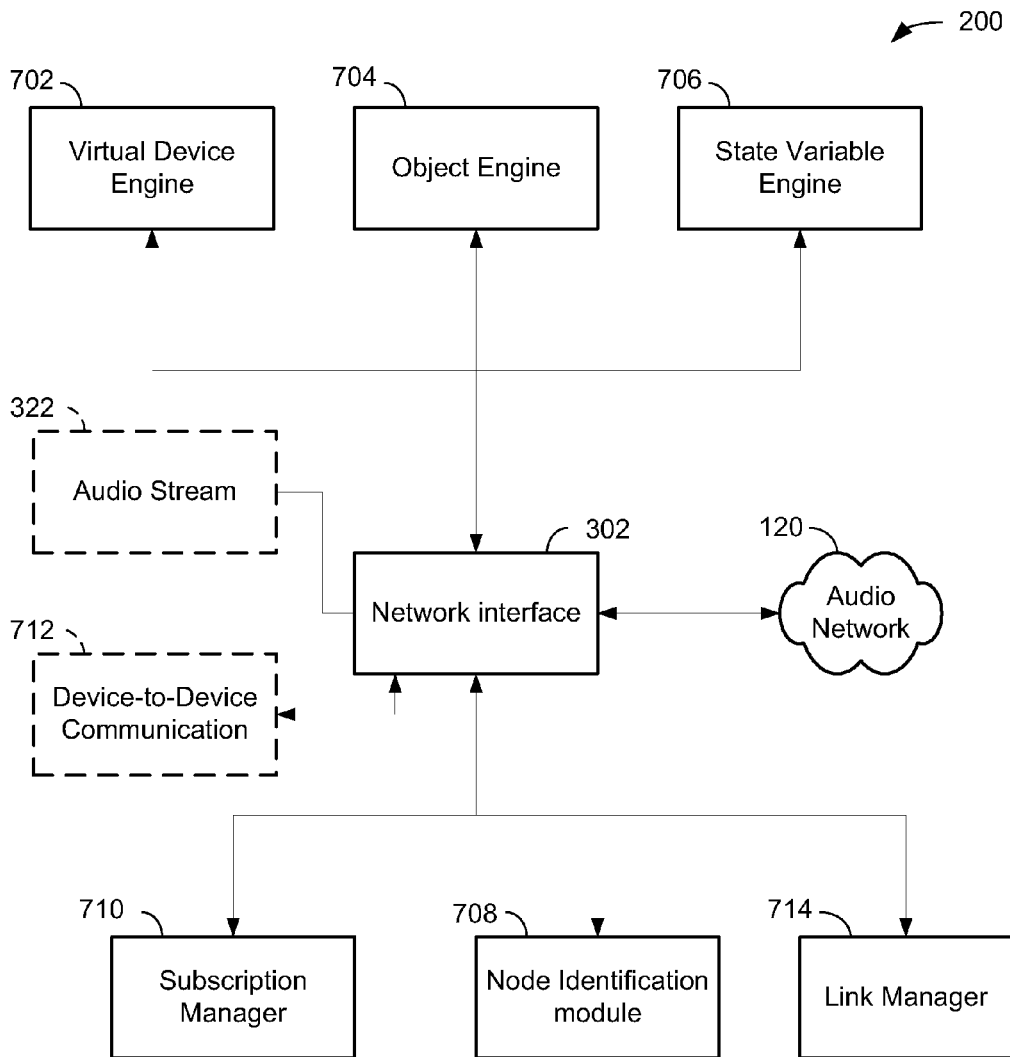 200
702
704
706
Virtual Device
Engine
Object Engine
State Variable
Engine
322
Audio Stream
302
120
Network interface
Audio
Network
712
Device-to-Device
Communication
710
708
714
Subscription
Manager
Node Identification
module
Link Manager